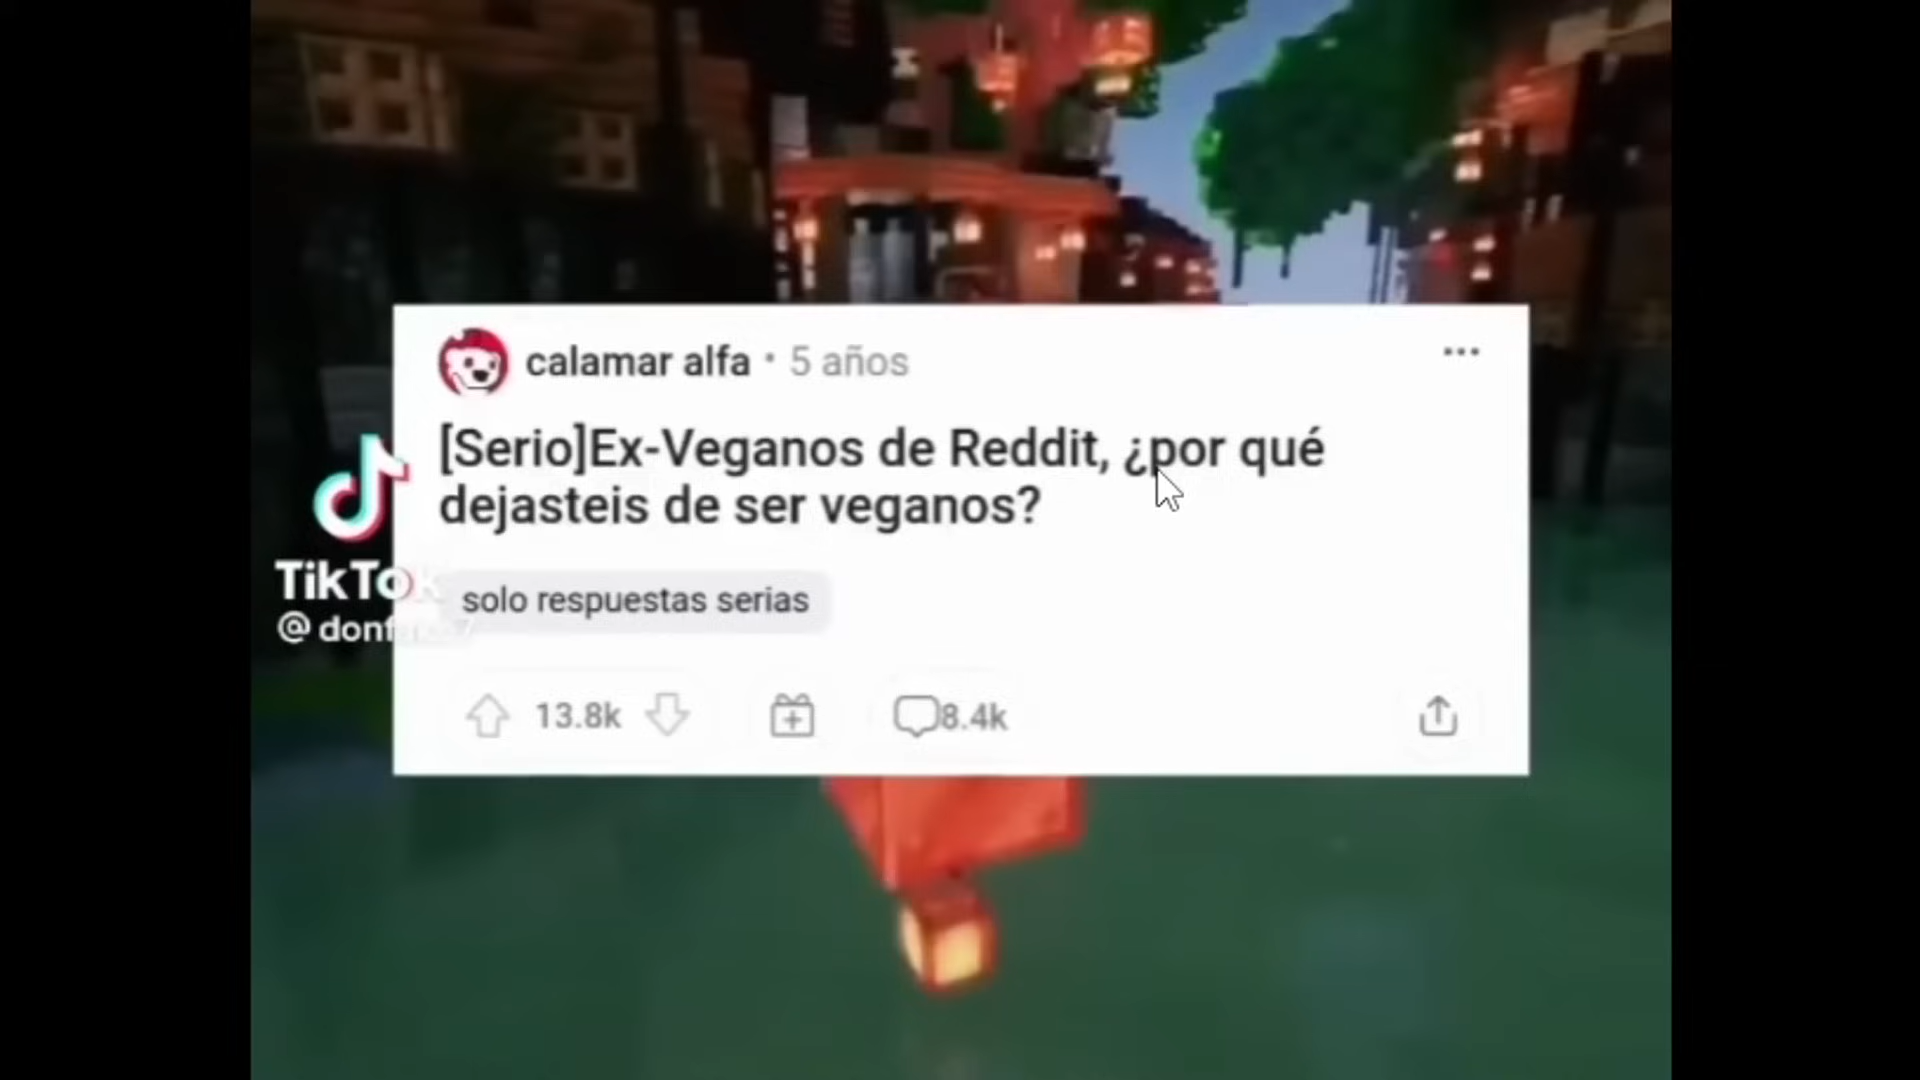 calamar alfa • 5 años
[Serio]Ex-Veganos de Reddit, ¿por qué
dejasteis de ser veganos?
TikTok
solo respuestas serias
13.8k
8.4k